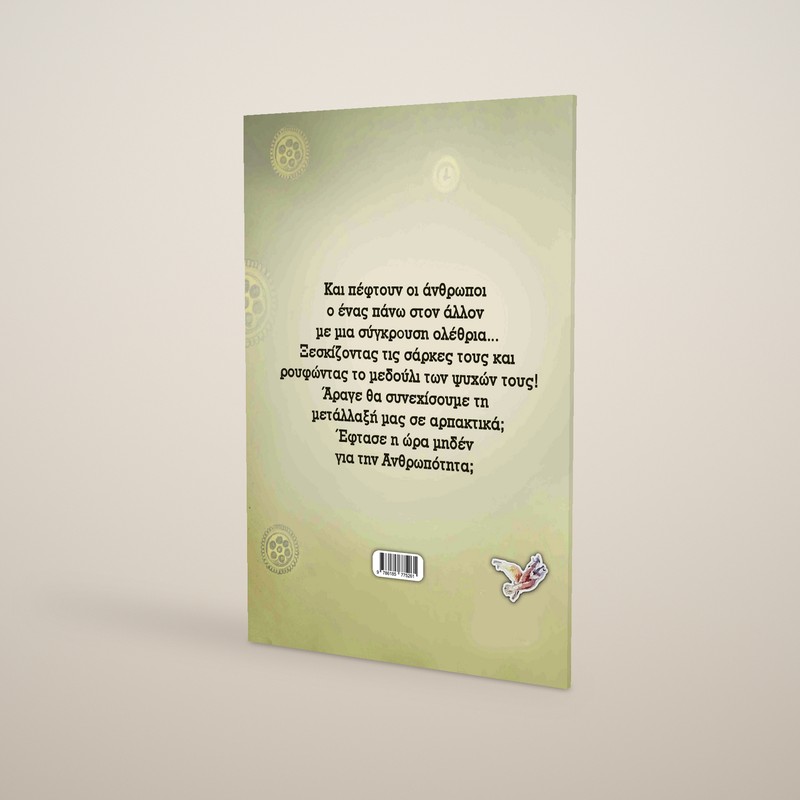 Και πέφτουν οι άνθρωποι
ο ένας πάνω στον άλλον
με μια σύγκρουση ολέθρια...
Ξεσκίζοντας τις σάρκες τους και
ρουφώντας το μεδούλι των ψυχών τους!
Άραγε θα συνεχίσουμε τη
μετάλλαξή μας σε αρπακτικά;
Έφτασε η ώρα μηδέν
για την Ανθρωπότητα;